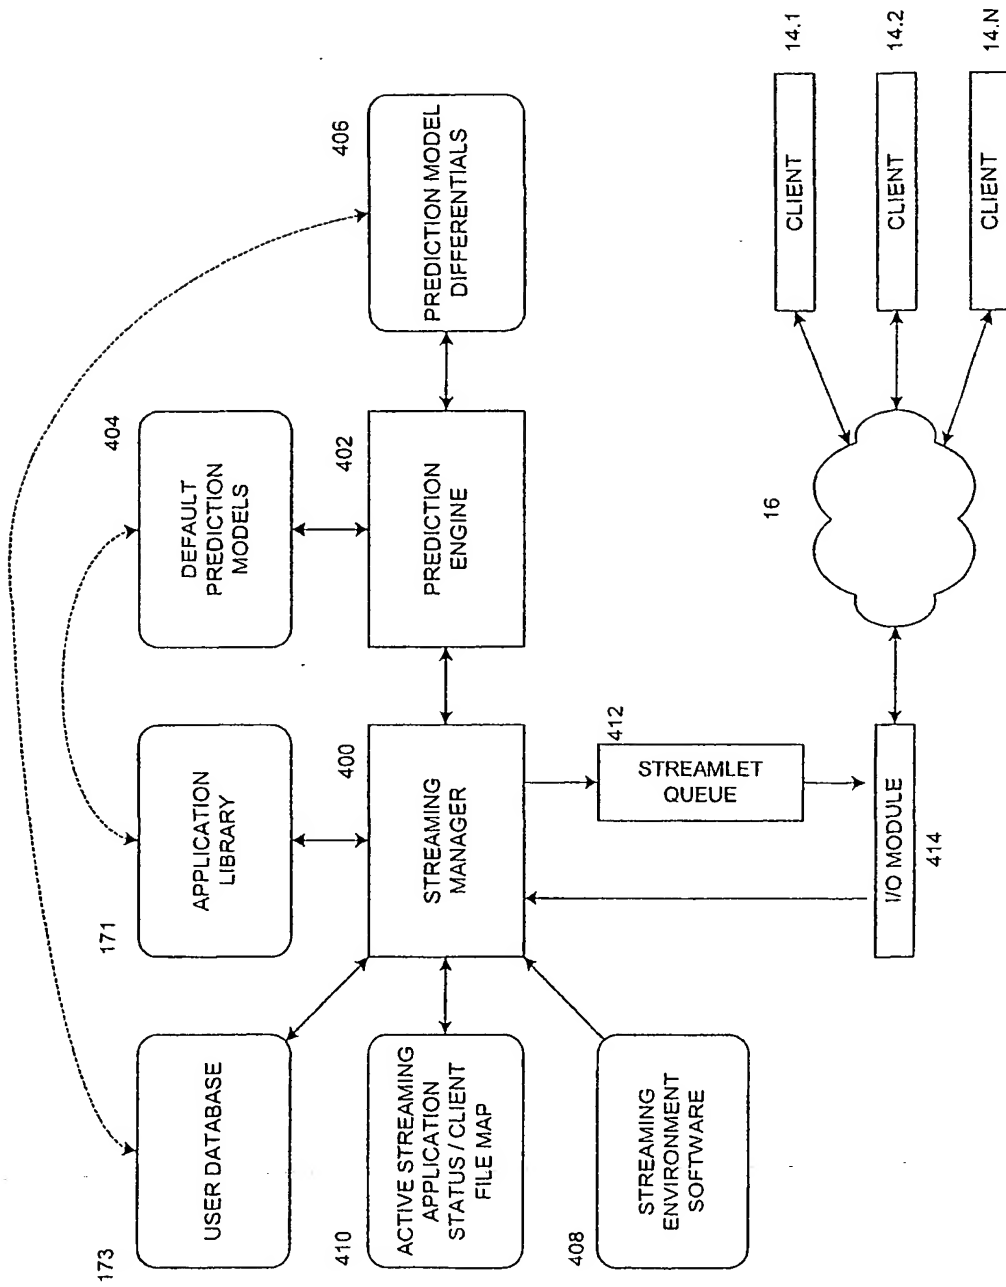 173
USER DATABASE
171
APPLICATION
LIBRARY
404
DEFAULT
PREDICTION
MODELS
410
ACTIVE STREAMING
APPLICATION
STATUS / CLIENT
FILE MAP
400
STREAMING
MANAGER
402
PREDICTION
ENGINE
406
PREDICTION MODEL
DIFFERENTIALS
408
STREAMING
ENVIRONMENT
SOFTWARE
412
STREAMLET
QUEUE
I/O MODULE
414
16
CLIENT
14.1
CLIENT
14.2
CLIENT
14.N